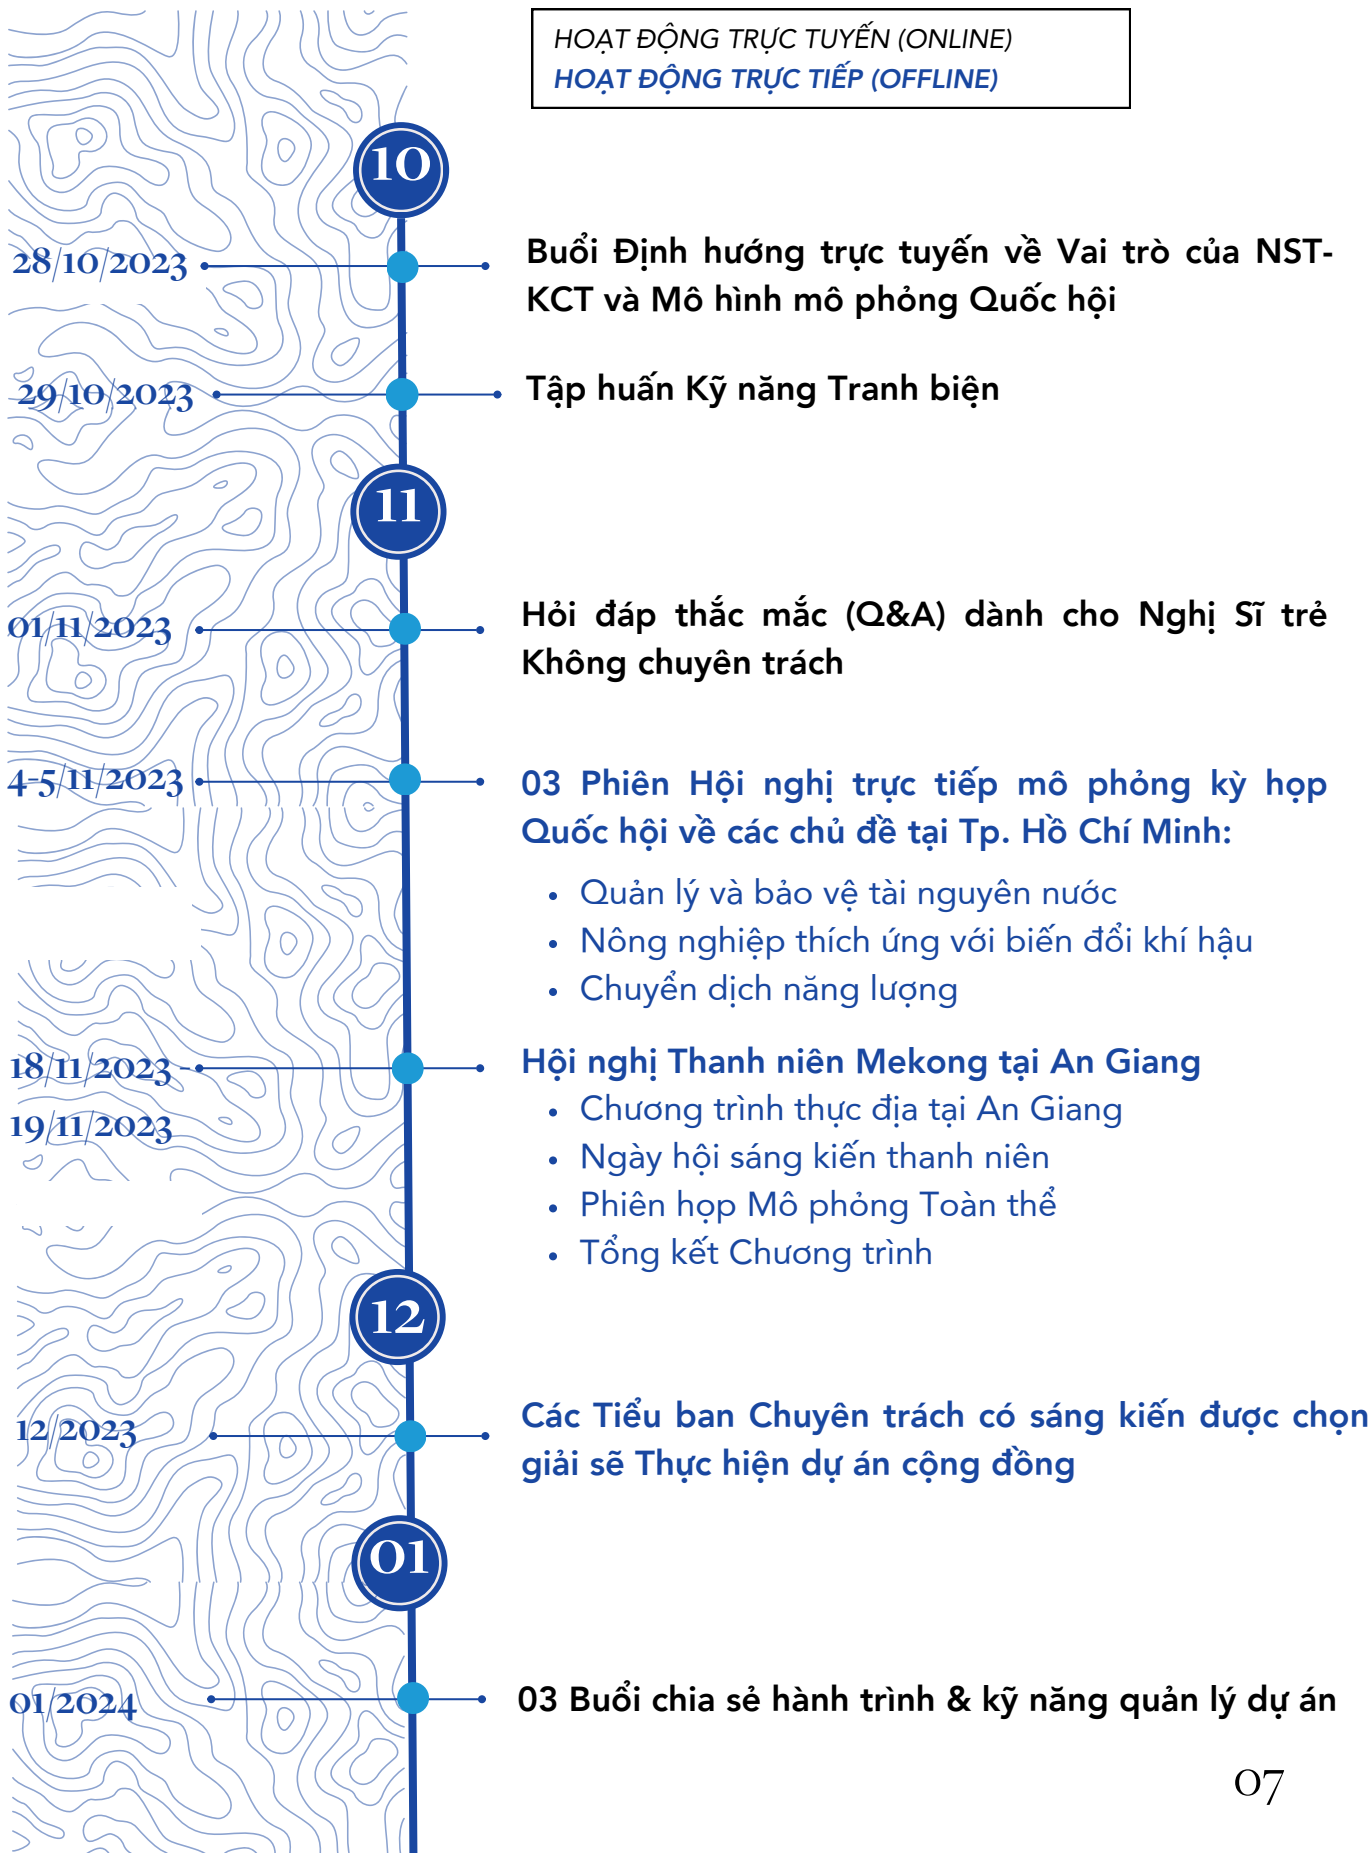 HOẠT ĐỘNG TRỰC TUYẾN (ONLINE)
HOẠT ĐỘNG TRỰC TIẾP (OFFLINE)
10
28/10/2023
Buổi Định hướng trực tuyến về Vai trò của NST-
KCT và Mô hình mô phỏng Quốc hội
29/10/2023
Tập huấn Kỹ năng Tranh biện
11
01/11/2023
Hỏi đáp thắc mắc (Q&A) dành cho Nghị Sĩ trẻ
Không chuyên trách
4-5/11/2023
03 Phiên Hội nghị trực tiếp mô phỏng kỳ họp
Quốc hội về các chủ đề tại Tp. Hồ Chí Minh:
• Quản lý và bảo vệ tài nguyên nước
• Nông nghiệp thích ứng với biến đổi khí hậu
• Chuyển dịch năng lượng
18/11/2023 -
19/11/2023
Hội nghị Thanh niên Mekong tại An Giang
• Chương trình thực địa tại An Giang
• Ngày hội sáng kiến thanh niên
• Phiên họp Mô phỏng Toàn thể
• Tổng kết Chương trình
12
12/2023
Các Tiểu ban Chuyên trách có sáng kiến được chọn
giải sẽ Thực hiện dự án cộng đồng
01
01/2024
03 Buổi chia sẻ hành trình & kỹ năng quản lý dự án
07